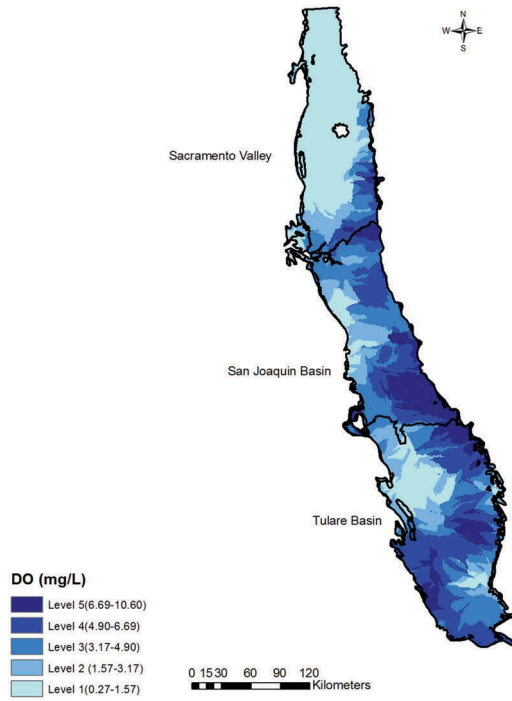 N
W E
S
Sacramento Valley
San Joaquin Basin
Tulare Basin
DO (mg/L)
Level 5(6.69-10.60)
Level 4(4.90-6.69)
Level 3(3.17-4.90)
Level 2 (1.57-3.17)
Level 1(0.27-1.57)
0 15 30 60 90 120
Kilometers